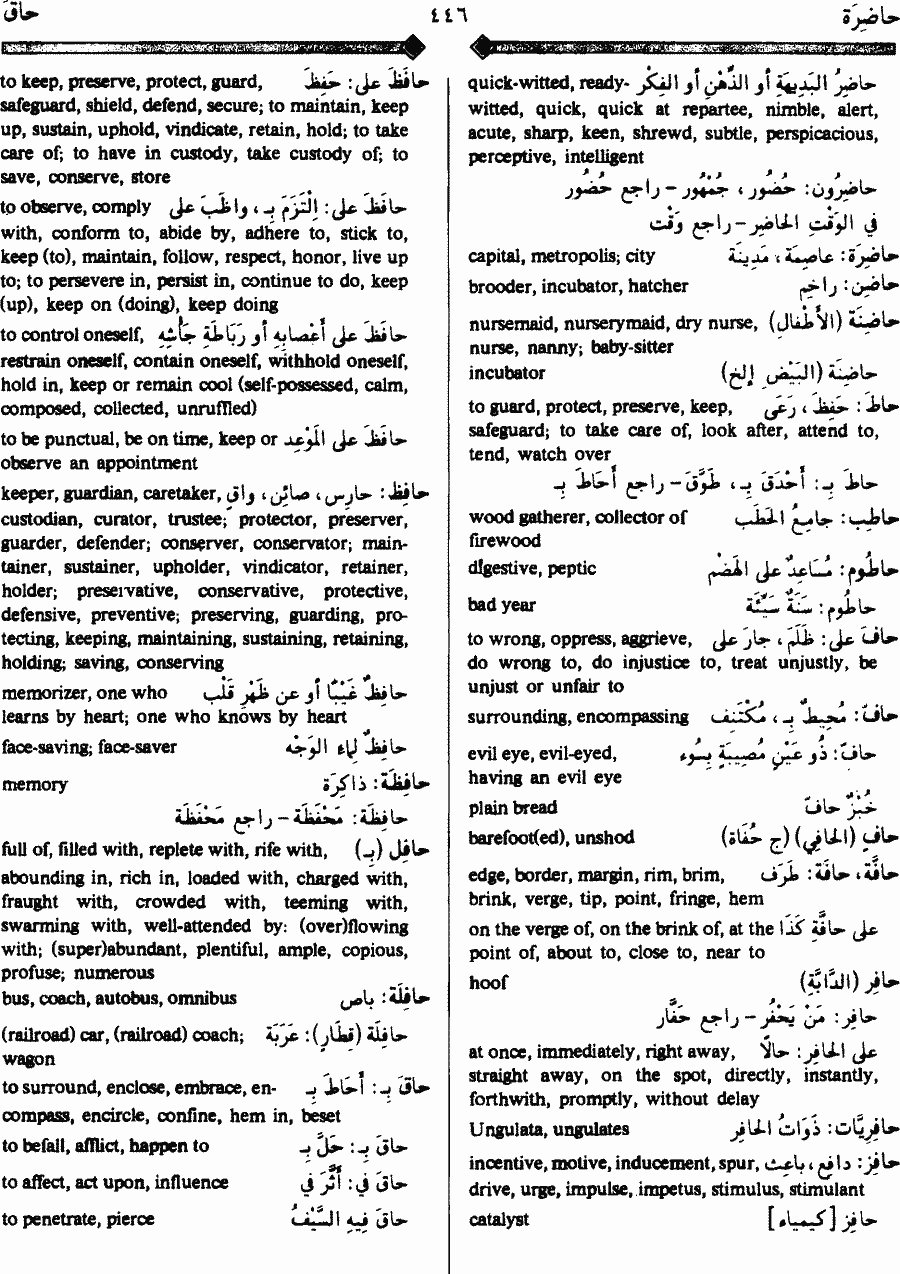 حاضِرَة ٤٤٦ حاقَ
quick-witted, ready- حاضِرُ البَدِيهَةِ أو الذِّهْنِ أو الفِكْرِ
witted, quick, quick at repartee, nimble, alert,
acute, sharp, keen, shrewd, subtle, perspicacious,
perceptive, intelligent
حاضِرُون: حُضُور، جُمْهُور - راجع حُضُور
في الوَقْتِ الحاضِر - راجع وَقْت
capital, metropolis; city حاضِرَة: عاصِمَة، مَدِينَة
brooder, incubator, hatcher حاضِن: راخِم
nursemaid, nurserymaid, dry nurse, حاضِنَة (الأطْفال)
nurse, nanny; baby-sitter
incubator حاضِنَة (البَيْض إلخ)
to guard, protect, preserve, keep, حاطَ: حَفِظَ، رَعَى
safeguard; to take care of, look after, attend to,
tend, watch over
حاطَ بِـ: أَحْدَقَ بِـ، طَوَّقَ - راجع أَحَاطَ بِـ
wood gatherer, collector of حاطِب: جامِعُ الحَطَب
firewood
digestive, peptic حاطُوم: مُسَاعِدٌ على الهَضْم
bad year حاطُوم: سَنَةٌ سَيِّئَة
to wrong, oppress, aggrieve, حافَ على: ظَلَمَ، جارَ على
do wrong to, do injustice to, treat unjustly, be
unjust or unfair to
surrounding, encompassing حافّ: مُحِيطٌ بِـ، مُكْتَنِف
evil eye, evil-eyed, حافّ: ذُو عَيْنٍ مُصِيبَةٍ بِسُوء
having an evil eye
plain bread خُبْزٌ حافّ
barefoot(ed), unshod حافٍ (الحافِي) (ج حُفَاة)
edge, border, margin, rim, brim, حافَّة، حافَة: طَرَف
brink, verge, tip, point, fringe, hem
on the verge of, on the brink of, at the على حافَّةِ كَذَا
point of, about to, close to, near to
hoof حافِر (الدَّابَّةِ)
حافِر: مَنْ يَحْفُر - راجع حَفَّار
at once, immediately, right away, على الحافِر: حالًا
straight away, on the spot, directly, instantly,
forthwith, promptly, without delay
Ungulata, ungulates حافِرِيَّات: ذَوَاتُ الحَافِر
incentive, motive, inducement, spur, حافِز: دافِع، باعِث
drive, urge, impulse, impetus, stimulus, stimulant
catalyst حافِز [كيمياء]
to keep, preserve, protect, guard, حافَظَ على: حَفِظَ
safeguard, shield, defend, secure; to maintain, keep
up, sustain, uphold, vindicate, retain, hold; to take
care of; to have in custody, take custody of; to
save, conserve, store
to observe, comply حافَظَ على: اِلْتَزَمَ بِـ، واظَبَ على
with, conform to, abide by, adhere to, stick to,
keep (to), maintain, follow, respect, honor, live up
to; to persevere in, persist in, continue to do, keep
(up), keep on (doing), keep doing
to control oneself, حافَظَ على أعْصابِهِ أو رَبَاطَةِ جَأْشِهِ
restrain oneself, contain oneself, withhold oneself,
hold in, keep or remain cool (self-possessed, calm,
composed, collected, unruffled)
to be punctual, be on time, keep or حافَظَ على المَوْعِد
observe an appointment
keeper, guardian, caretaker, حافِظ: حارِس، صائِن، واقٍ
custodian, curator, trustee; protector, preserver,
guarder, defender; conserver, conservator; main-
tainer, sustainer, upholder, vindicator, retainer,
holder; preservative, conservative, protective,
defensive, preventive; preserving, guarding, pro-
tecting, keeping, maintaining, sustaining, retaining,
holding; saving, conserving
memorizer, one who حافِظٌ غَيْبًا أو عن ظَهْرِ قَلْب
learns by heart; one who knows by heart
face-saving; face-saver حافِظٌ لِماءِ الوَجْه
memory حافِظَة: ذاكِرَة
حافِظَة: مَحْفَظَة - راجع مَحْفَظَة
full of, filled with, replete with, rife with, حافِل (بِـ)
abounding in, rich in, loaded with, charged with,
fraught with, crowded with, teeming with,
swarming with, well-attended by: (over)flowing
with; (super)abundant, plentiful, ample, copious,
profuse; numerous
bus, coach, autobus, omnibus حافِلَة: باص
(railroad) car, (railroad) coach; حافِلَة (قِطَارٍ): عَرَبَة
wagon
to surround, enclose, embrace, en- حاقَ بِـ: أَحَاطَ بِـ
compass, encircle, confine, hem in, beset
to befall, afflict, happen to حاقَ بِـ: حَلَّ بِـ
to affect, act upon, influence حاقَ في: أَثَّرَ في
to penetrate, pierce حاقَ فِيهِ السَّيْفُ